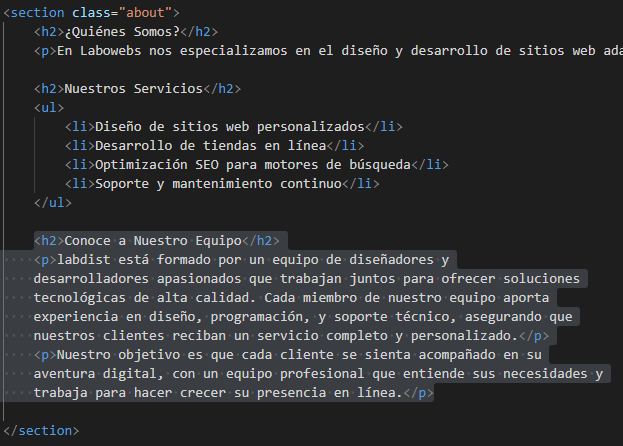 <section class="about">
<h2>¿Quiénes Somos?</h2>
<p>En Labowebs nos especializamos en el diseño y desarrollo de sitios web ada
<h2>Nuestros Servicios</h2>
<ul>
<li>Diseño de sitios web personalizados</li>
<li>Desarrollo de tiendas en línea</li>
<li>Optimización SEO para motores de búsqueda</li>
<li>Soporte y mantenimiento continuo</li>
</ul>
<h2>Conoce a Nuestro Equipo</h2>
<p>labdist está formado por un equipo de diseñadores y
desarrolladores apasionados que trabajan juntos para ofrecer soluciones
tecnológicas de alta calidad. Cada miembro de nuestro equipo aporta
experiencia en diseño, programación, y soporte técnico, asegurando que
nuestros clientes reciban un servicio completo y personalizado.</p>
<p>Nuestro objetivo es que cada cliente se sienta acompañado en su
aventura digital, con un equipo profesional que entiende sus necesidades y
trabaja para hacer crecer su presencia en línea.</p>
</section>